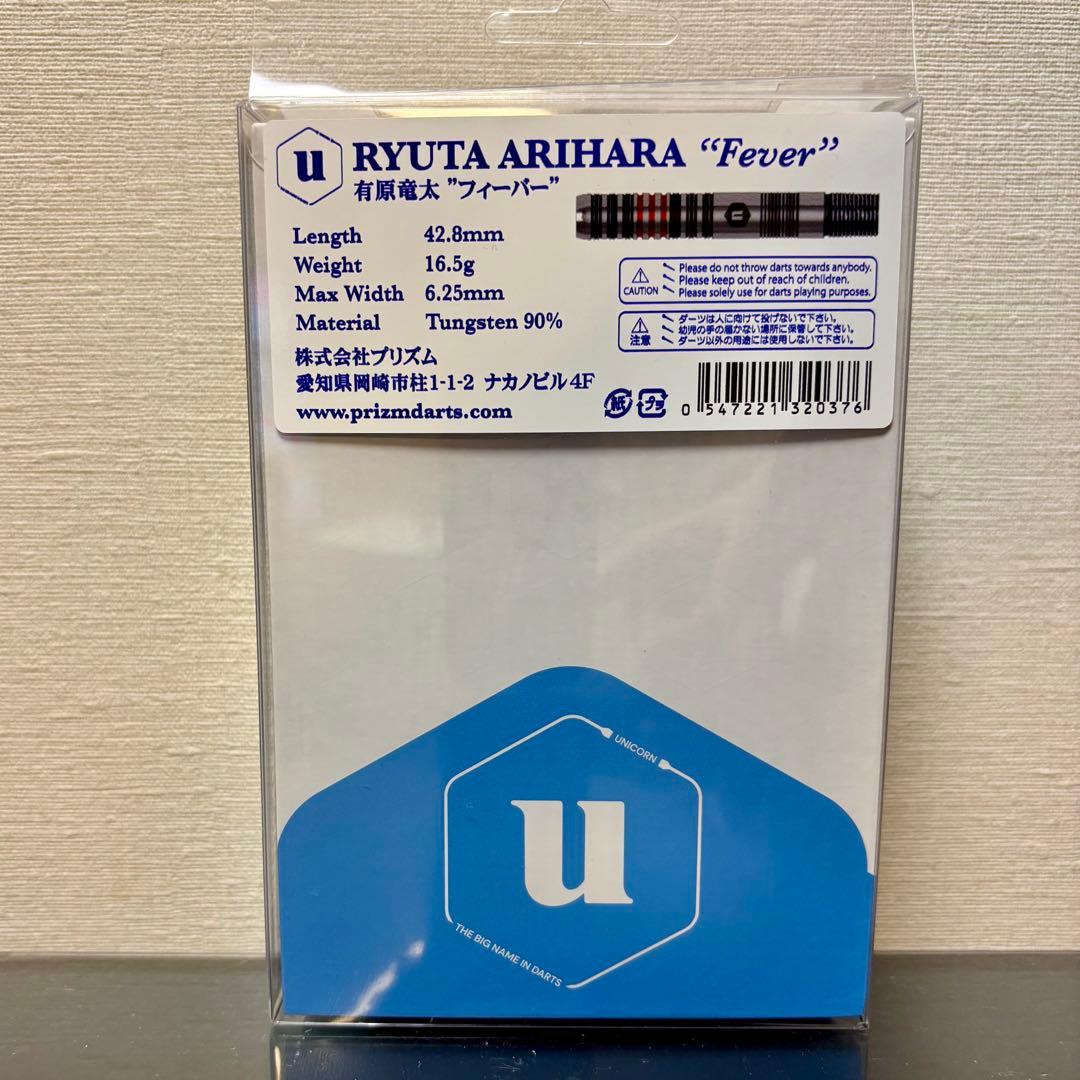 u RYUTA ARIHARA “Fever”
有原竜太 ”フィーバー”
Length 42.8mm
Weight 16.5g
Max Width 6.25mm
Material Tungsten 90%
株式会社プリズム
愛知県岡崎市柱1-1-2 ナカノビル4F
www.prizmdarts.com
u
CAUTION
Please do not throw darts towards anybody.
Please keep out of reach of children.
Please solely use for darts playing purposes.
注意
ダーツは人に向けて投げないで下さい。
幼児の手の届かない場所に保管して下さい。
ダーツ以外の用途には使用しないで下さい。
紙 プラ
0 547221 320376
UNICORN
u
THE BIG NAME IN DARTS